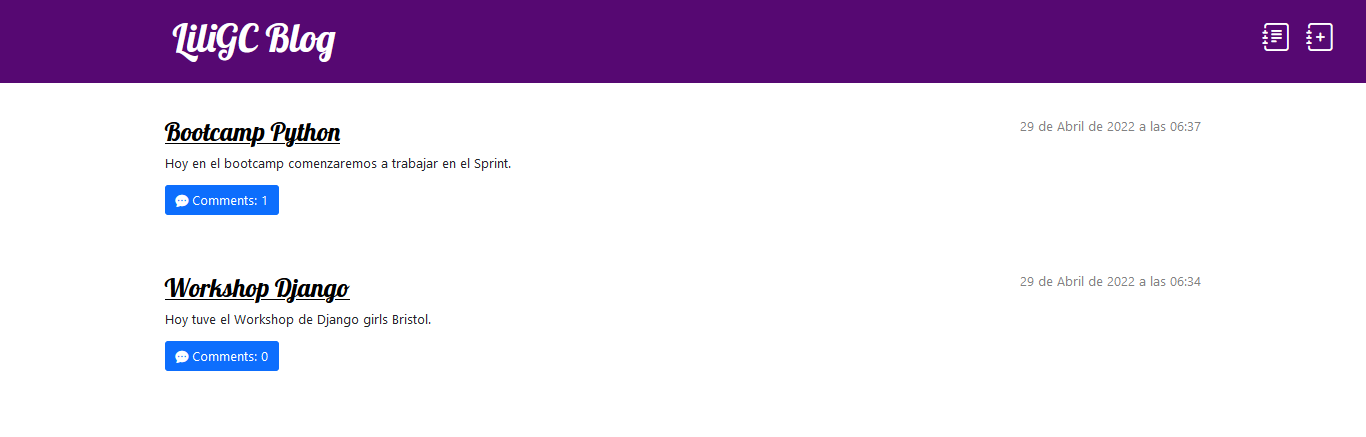 LiliGC Blog
Bootcamp Python
29 de Abril de 2022 a las 06:37
Hoy en el bootcamp comenzaremos a trabajar en el Sprint.
Comments: 1
Workshop Django
29 de Abril de 2022 a las 06:34
Hoy tuve el Workshop de Django girls Bristol.
Comments: 0